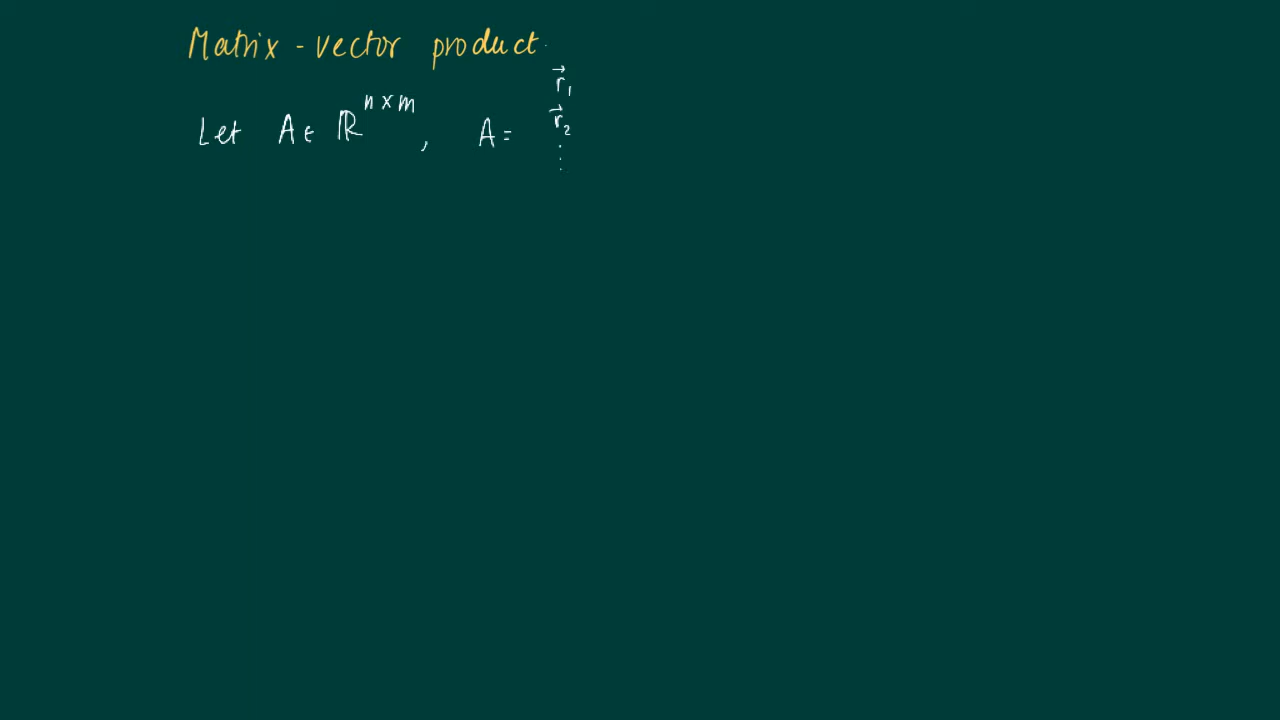 Matrix - vector product
Let A ∈ ℝ^{n×m}, A =
r⃗₁
r⃗₂
⋮